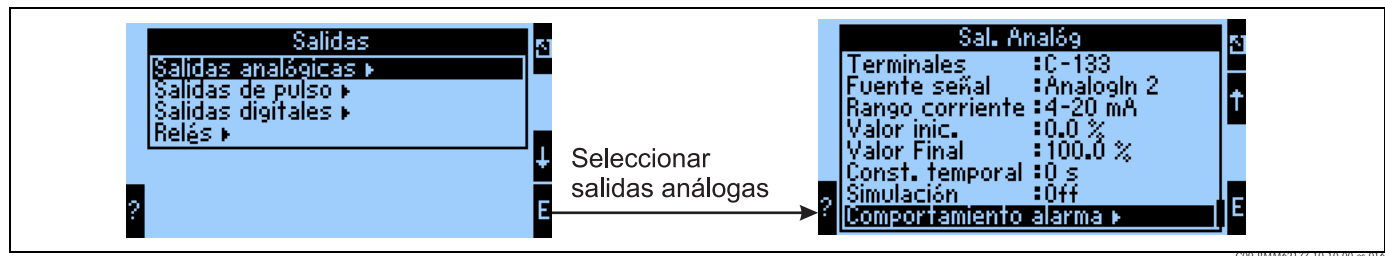 Salidas
Salidas analógicas
Salidas de pulso
Salidas digítales
Relés
?
E
Seleccionar
salidas análogas
Sal. Analóg
Terminales :C-133
Fuente señal :AnalogIn 2
Rango corriente :4-20 mA
Valor inic. :0.0 %
Valor Final :100.0 %
Const. temporal :0 s
Simulación :Off
Comportamiento alarma
?
E